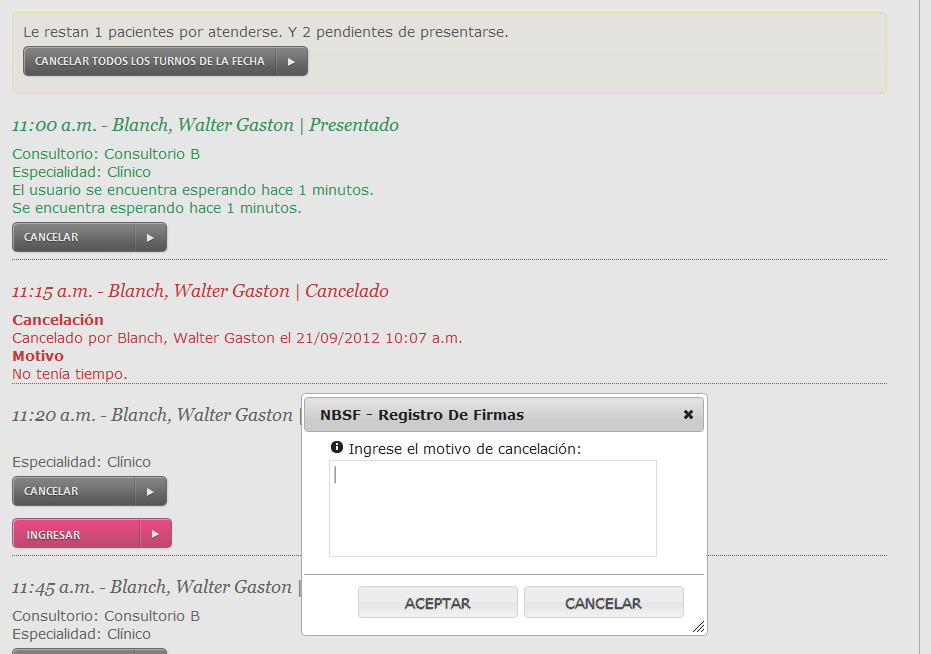 Le restan 1 pacientes por atenderse. Y 2 pendientes de presentarse.
CANCELAR TODOS LOS TURNOS DE LA FECHA
11:00 a.m. - Blanch, Walter Gaston | Presentado
Consultorio: Consultorio B
Especialidad: Clínico
El usuario se encuentra esperando hace 1 minutos.
Se encuentra esperando hace 1 minutos.
CANCELAR
11:15 a.m. - Blanch, Walter Gaston | Cancelado
Cancelación
Cancelado por Blanch, Walter Gaston el 21/09/2012 10:07 a.m.
Motivo
No tenía tiempo.
11:20 a.m. - Blanch, Walter Gaston |
Especialidad: Clínico
CANCELAR
INGRESAR
11:45 a.m. - Blanch, Walter Gaston |
Consultorio: Consultorio B
Especialidad: Clínico
NBSF - Registro De Firmas
Ingrese el motivo de cancelación:
ACEPTAR
CANCELAR